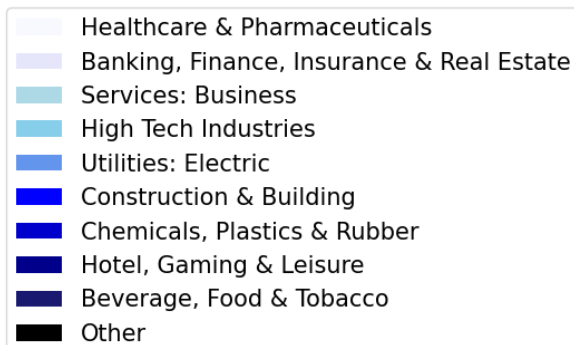 Healthcare & Pharmaceuticals
Banking, Finance, Insurance & Real Estate
Services: Business
High Tech Industries
Utilities: Electric
Construction & Building
Chemicals, Plastics & Rubber
Hotel, Gaming & Leisure
Beverage, Food & Tobacco
Other